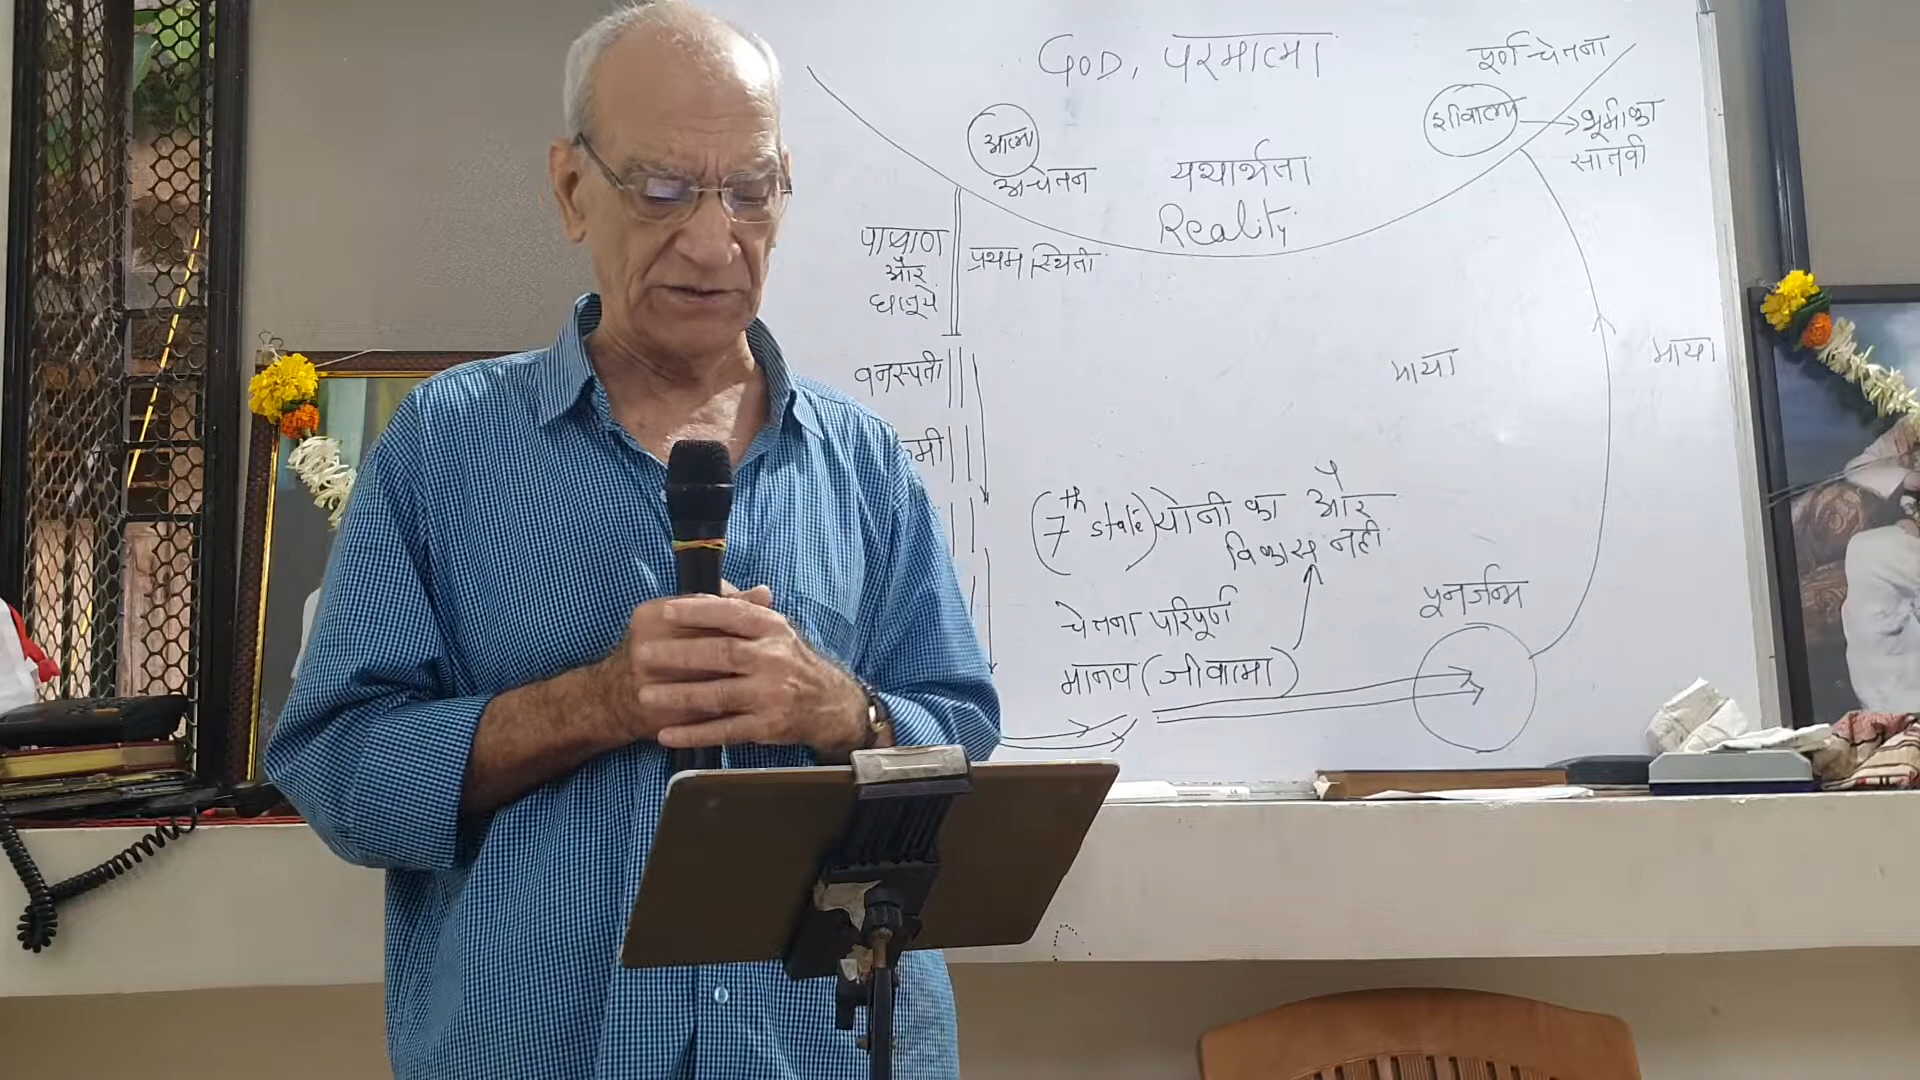 GOD, परमात्मा
पूर्ण चेतना
आत्मा
अचेतन
शीवात्मा
भूमीका
सातवी
यथार्थता
Reality
पाषाण
और
धातूये
प्रथम स्थिती
वनस्पती
माया
माया
मी
(7th state) योनी का और
विकास नही
चेतना परिपूर्ण
मानव (जीवात्मा)
पूनर्जन्म